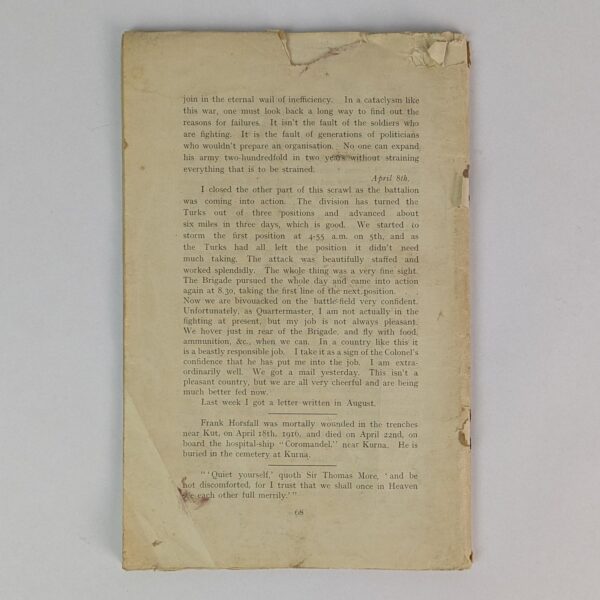 join in the eternal wail of inefficiency. In a cataclysm like
this war, one must look back a long way to find out the
reasons for failures. It isn't the fault of the soldiers who
are fighting. It is the fault of generations of politicians
who wouldn't prepare an organisation. No one can expand
his army two-hundredfold in two years without straining
everything that is to be strained.
April 8th.
I closed the other part of this scrawl as the battalion
was coming into action. The division has turned the
Turks out of three positions and advanced about
six miles in three days, which is good. We started to
storm the first position at 4-55 a.m. on 5th, and as
the Turks had all left the position it didn't need
much taking. The attack was beautifully staffed and
worked splendidly. The whole thing was a very fine sight.
The Brigade pursued the whole day and came into action
again at 8.30, taking the first line of the next position.
Now we are bivouacked on the battle-field very confident.
Unfortunately, as Quartermaster, I am not actually in the
fighting at present, but my job is not always pleasant.
We hover just in rear of the Brigade, and fly with food,
ammunition, &c., when we can. In a country like this it
is a beastly responsible job. I take it as a sign of the Colonel's
confidence that he has put me into the job. I am extra-
ordinarily well. We got a mail yesterday. This isn't a
pleasant country, but we are all very cheerful and are being
much better fed now.
Last week I got a letter written in August.
Frank Horsfall was mortally wounded in the trenches
near Kut, on April 18th, 1916, and died on April 22nd, on
board the hospital-ship "Coromandel," near Korna. He is
buried in the cemetery at Kurna.
"'Quiet yourself,' quoth Sir Thomas More, 'and be
not discomforted, for I trust that we shall once in Heaven
see each other full merrily.'"
68